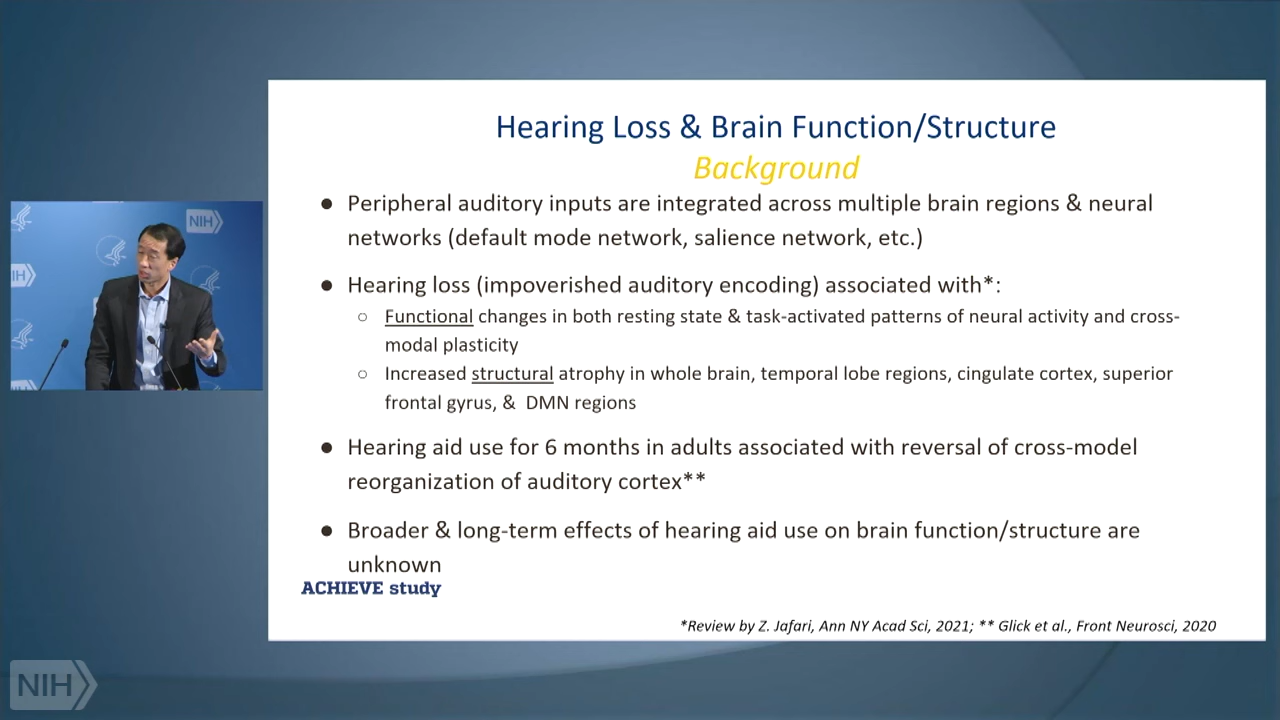 Hearing Loss & Brain Function/Structure
Background
● Peripheral auditory inputs are integrated across multiple brain regions & neural
networks (default mode network, salience network, etc.)
● Hearing loss (impoverished auditory encoding) associated with*:
○ Functional changes in both resting state & task-activated patterns of neural activity and cross-
modal plasticity
○ Increased structural atrophy in whole brain, temporal lobe regions, cingulate cortex, superior
frontal gyrus, & DMN regions
● Hearing aid use for 6 months in adults associated with reversal of cross-model
reorganization of auditory cortex**
● Broader & long-term effects of hearing aid use on brain function/structure are
unknown
ACHIEVE study
*Review by Z. Jafari, Ann NY Acad Sci, 2021; ** Glick et al., Front Neurosci, 2020
NIH
NIH
NIH